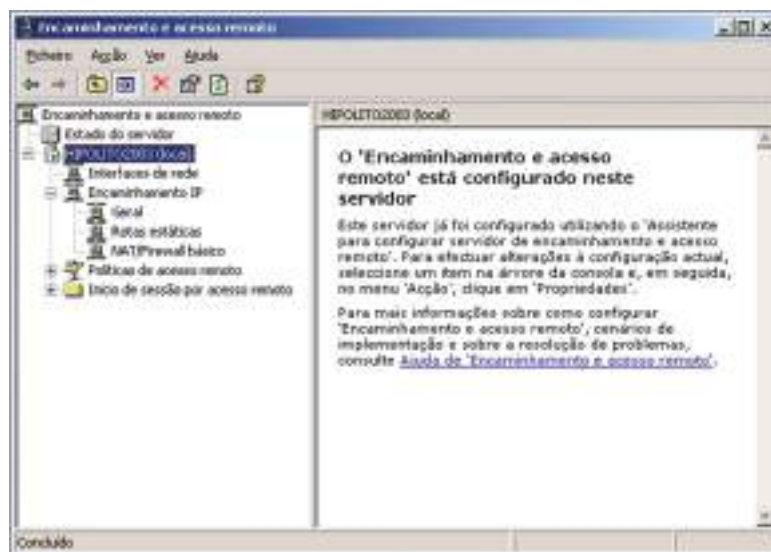 Encaminhamento e acesso remoto
Ficheiro Acção Ver Ajuda
Encaminhamento e acesso remoto
Estado do servidor
HIPOLITO2003 (local)
Interfaces de rede
Encaminhamento IP
Geral
Rotas estáticas
NAT/Firewall básico
Políticas de acesso remoto
Início de sessão por acesso remoto
HIPOLITO2003 (local)
O 'Encaminhamento e acesso
remoto' está configurado neste
servidor
Este servidor já foi configurado utilizando o 'Assistente
para configurar servidor de encaminhamento e acesso
remoto'. Para efectuar alterações à configuração actual,
seleccione um item na árvore da consola e, em seguida,
no menu 'Acção', clique em 'Propriedades'.
Para mais informações sobre como configurar
'Encaminhamento e acesso remoto', cenários de
implementação e sobre a resolução de problemas,
consulte Ajuda de 'Encaminhamento e acesso remoto'.
Concluído